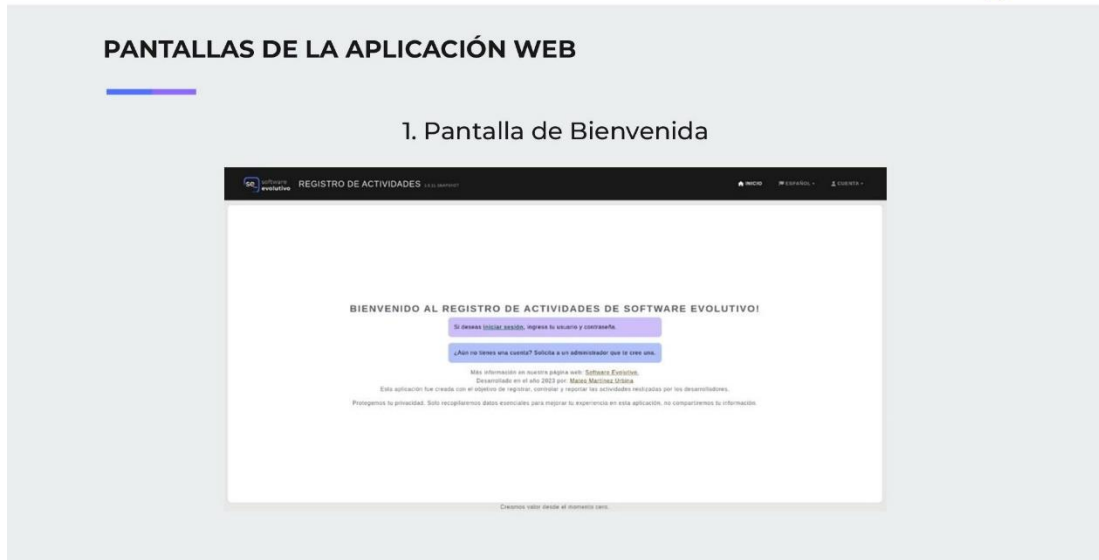 PANTALLAS DE LA APLICACIÓN WEB
1. Pantalla de Bienvenida
se software evolutivo REGISTRO DE ACTIVIDADES
INICIO ESPAÑOL CUENTA
BIENVENIDO AL REGISTRO DE ACTIVIDADES DE SOFTWARE EVOLUTIVO!
Si deseas iniciar sesión, ingresa tu usuario y contraseña.
¿Aún no tienes una cuenta? Solicita a un administrador que te cree una.
Más información en nuestra página web: Software Evolutivo.
Desarrollado en el año 2023 por: Mateo Martínez Urbina
Esta aplicación fue creada con el objetivo de registrar, controlar y reportar las actividades realizadas por los desarrolladores.
Protegemos tu privacidad. Solo recopilaremos datos esenciales para mejorar tu experiencia en esta aplicación, no compartiremos tu información.
Creamos valor desde el momento cero.